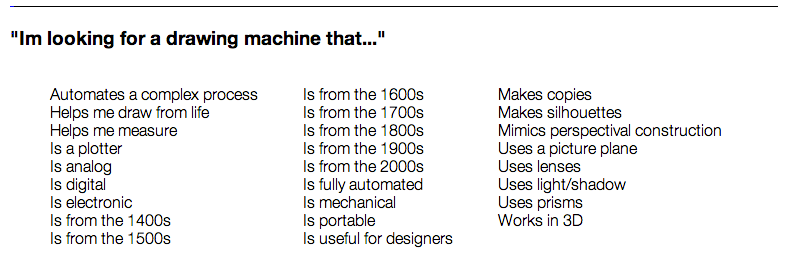 "Im looking for a drawing machine that..."
Automates a complex process
Helps me draw from life
Helps me measure
Is a plotter
Is analog
Is digital
Is electronic
Is from the 1400s
Is from the 1500s
Is from the 1600s
Is from the 1700s
Is from the 1800s
Is from the 1900s
Is from the 2000s
Is fully automated
Is mechanical
Is portable
Is useful for designers
Makes copies
Makes silhouettes
Mimics perspectival construction
Uses a picture plane
Uses lenses
Uses light/shadow
Uses prisms
Works in 3D